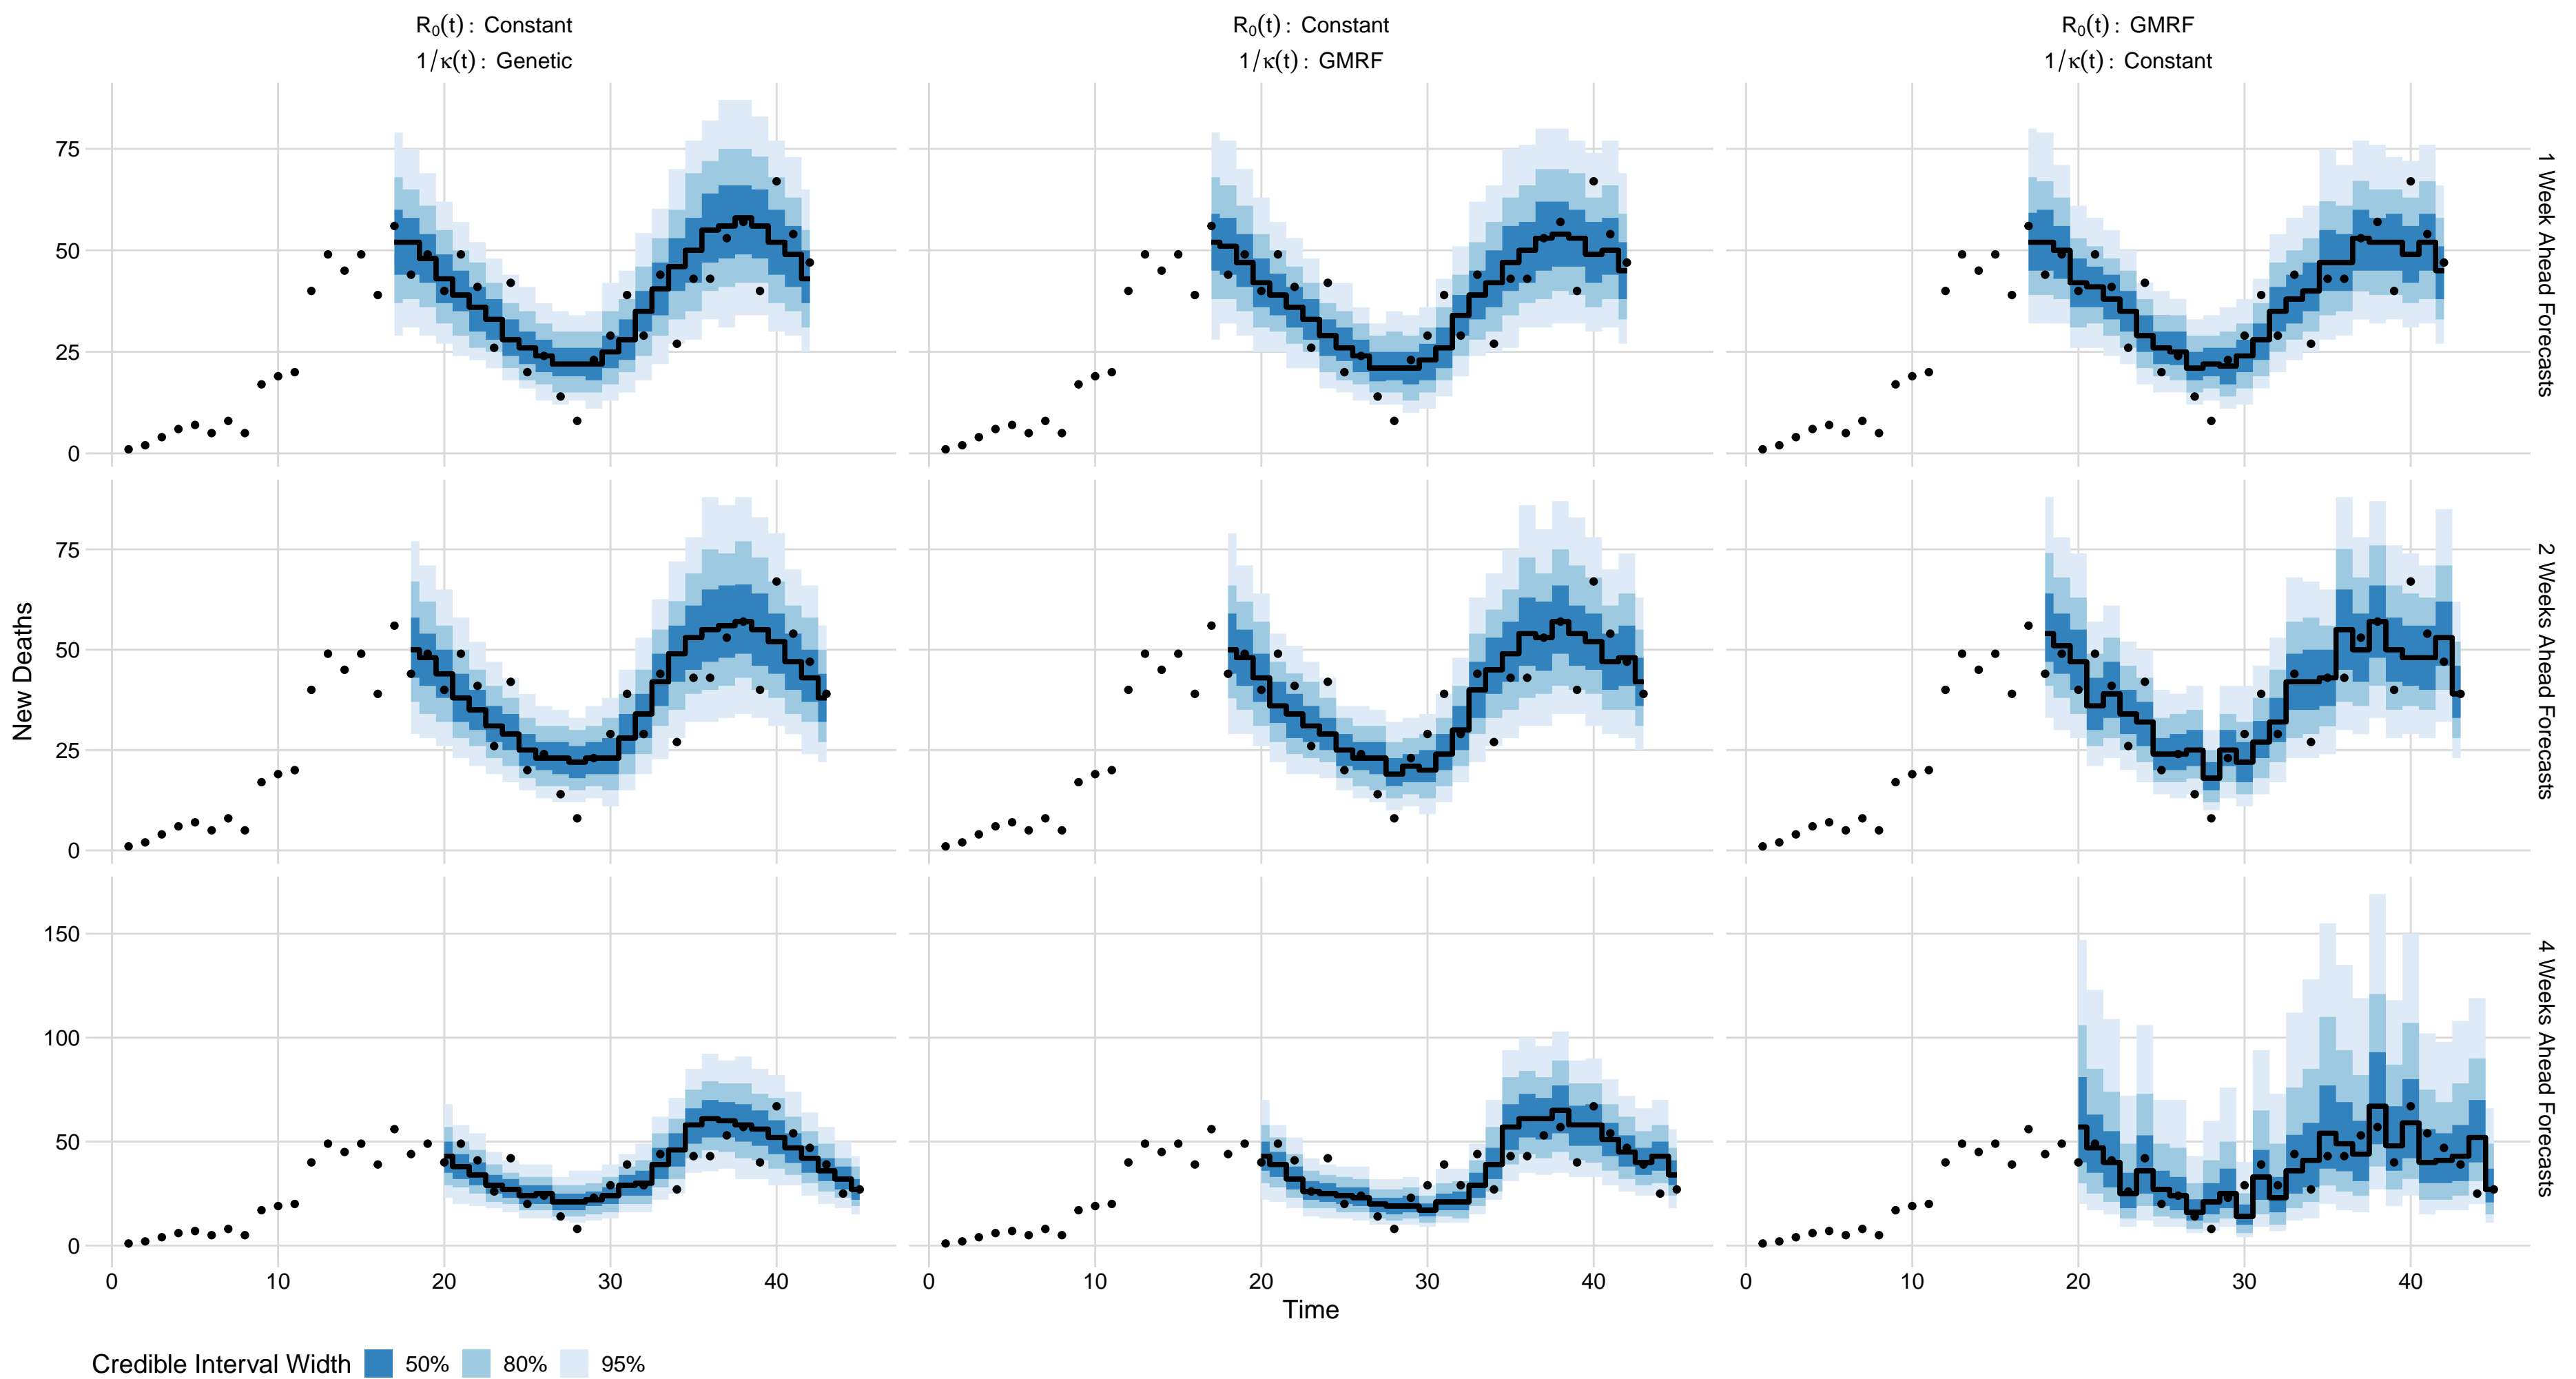 R₀(t): Constant
1/κ(t): Genetic
R₀(t): Constant
1/κ(t): GMRF
R₀(t): GMRF
1/κ(t): Constant
75
50
25
0
1 Week Ahead Forecasts
New Deaths
75
50
25
0
2 Weeks Ahead Forecasts
150
100
50
0
4 Weeks Ahead Forecasts
0 10 20 30 40
0 10 20 30 40
0 10 20 30 40
Time
Credible Interval Width 50% 80% 95%